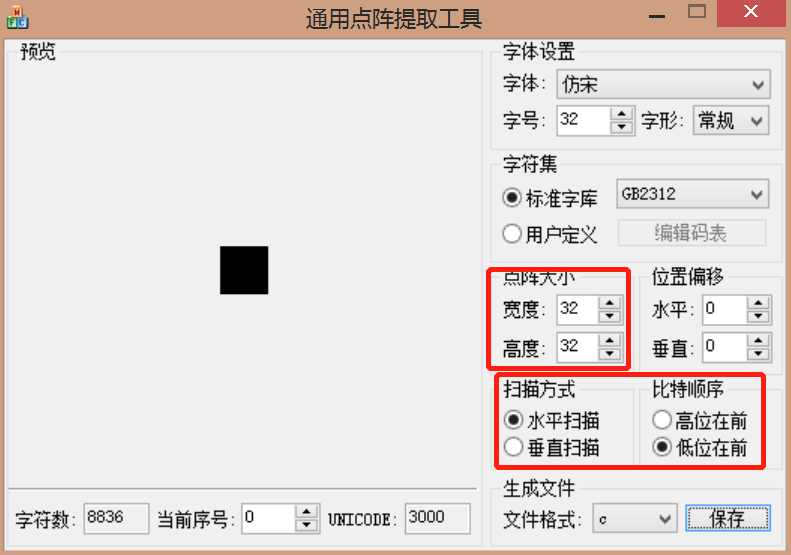 通用点阵提取工具
预览
字体设置
字体: 仿宋
字号: 32 字形: 常规
字符集
标准字库 GB2312
用户定义 编辑码表
点阵大小 位置偏移
宽度: 32 水平: 0
高度: 32 垂直: 0
扫描方式 比特顺序
水平扫描 高位在前
垂直扫描 低位在前
生成文件
文件格式: c 保存
字符数: 8836 当前序号: 0 UNICODE: 3000